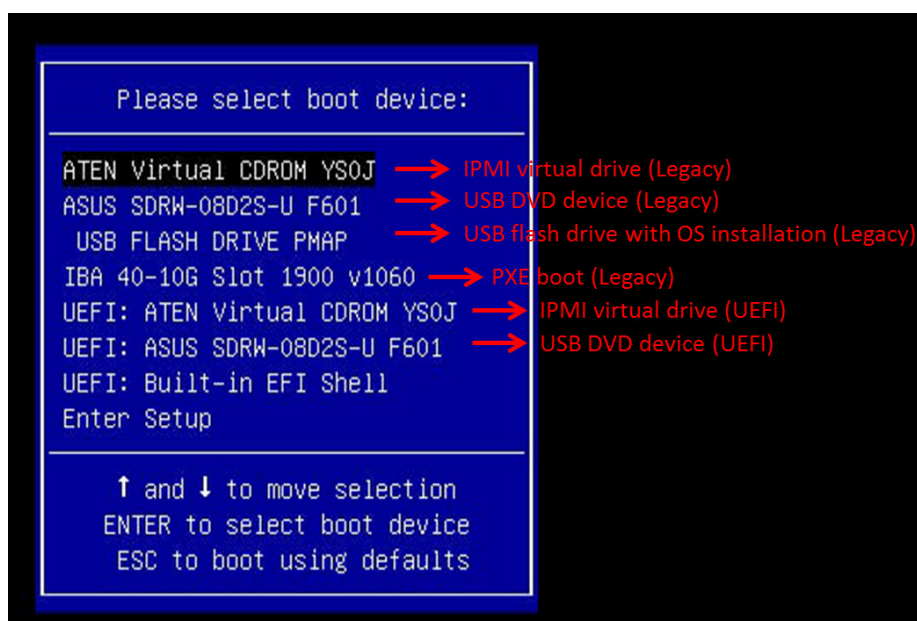 Please select boot device:
ATEN Virtual CDROM YS0J → IPMI virtual drive (Legacy)
ASUS SDRW-08D2S-U F601 → USB DVD device (Legacy)
USB FLASH DRIVE PMAP → USB flash drive with OS installation (Legacy)
IBA 40-10G Slot 1900 v1060 → PXE boot (Legacy)
UEFI: ATEN Virtual CDROM YS0J → IPMI virtual drive (UEFI)
UEFI: ASUS SDRW-08D2S-U F601 → USB DVD device (UEFI)
UEFI: Built-in EFI Shell
Enter Setup
↑ and ↓ to move selection
ENTER to select boot device
ESC to boot using defaults